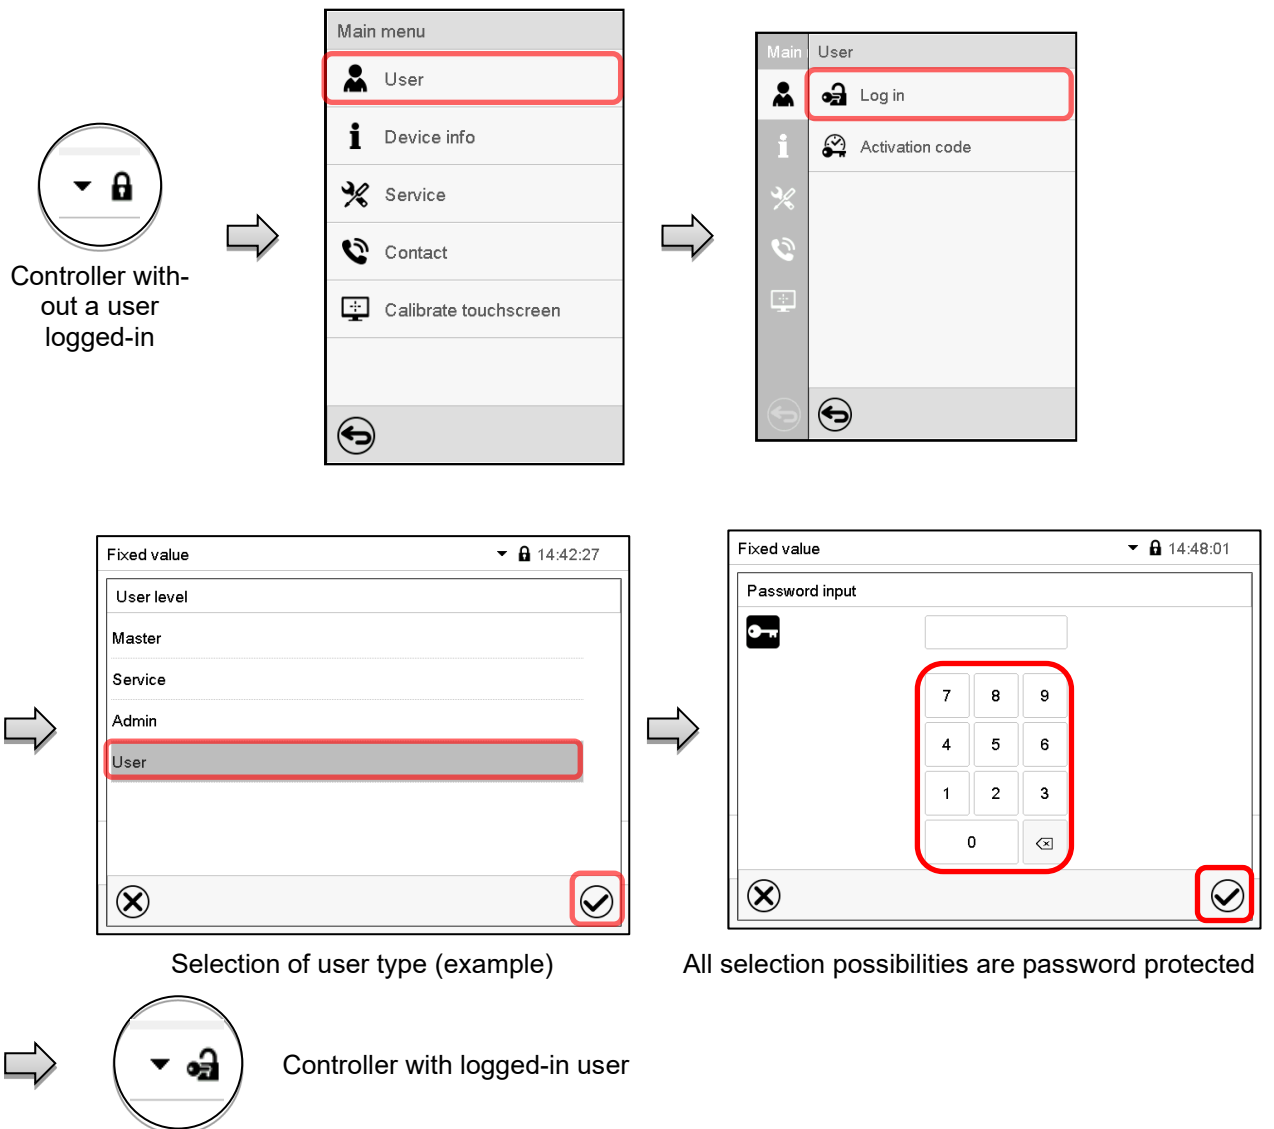 Main menu
User
Device info
Service
Contact
Calibrate touchscreen
Main
User
Log in
Activation code
Controller with-
out a user
logged-in
Fixed value
14:42:27
User level
Master
Service
Admin
User
Fixed value
14:48:01
Password input
7 8 9
4 5 6
1 2 3
0
Selection of user type (example)
All selection possibilities are password protected
Controller with logged-in user